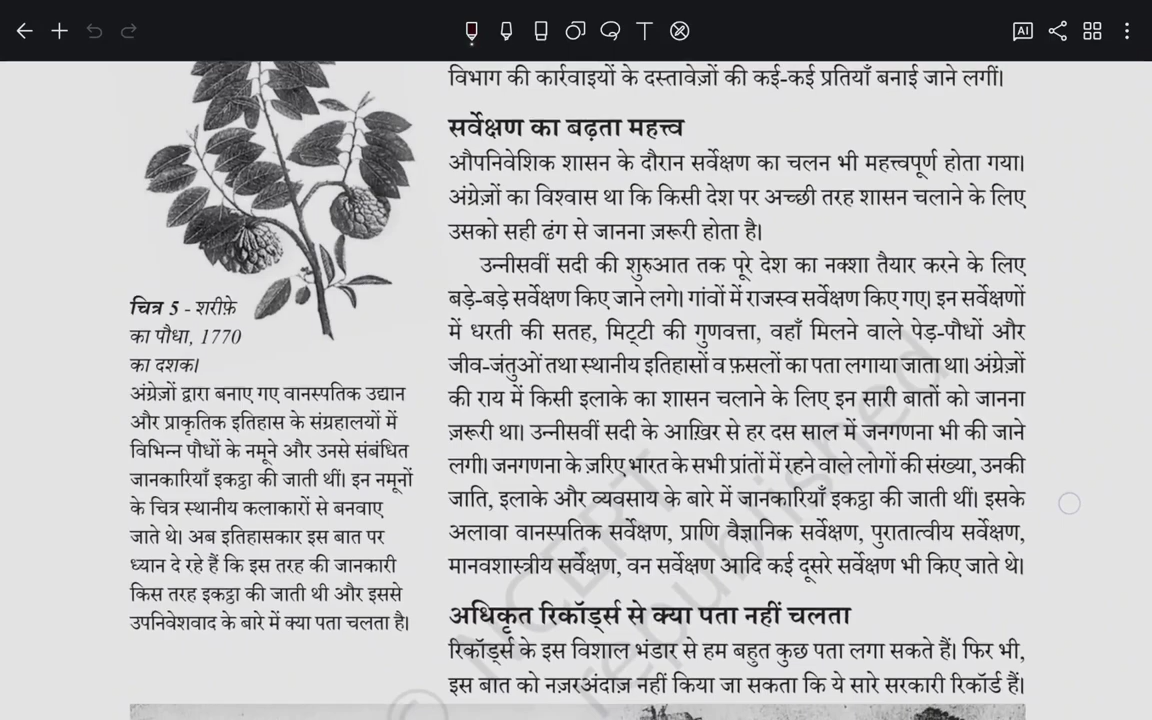 AI
T
विभाग की कार्रवाइयों के दस्तावेज़ों की कई-कई प्रतियाँ बनाई जाने लगीं।
सर्वेक्षण का बढ़ता महत्त्व
औपनिवेशिक शासन के दौरान सर्वेक्षण का चलन भी महत्त्वपूर्ण होता गया।
अंग्रेज़ों का विश्वास था कि किसी देश पर अच्छी तरह शासन चलाने के लिए
उसको सही ढंग से जानना ज़रूरी होता है।
उन्नीसवीं सदी की शुरुआत तक पूरे देश का नक्शा तैयार करने के लिए
बड़े-बड़े सर्वेक्षण किए जाने लगे। गांवों में राजस्व सर्वेक्षण किए गए। इन सर्वेक्षणों
में धरती की सतह, मिट्टी की गुणवत्ता, वहाँ मिलने वाले पेड़-पौधों और
जीव-जंतुओं तथा स्थानीय इतिहासों व फ़सलों का पता लगाया जाता था। अंग्रेज़ों
की राय में किसी इलाके का शासन चलाने के लिए इन सारी बातों को जानना
ज़रूरी था। उन्नीसवीं सदी के आख़िर से हर दस साल में जनगणना भी की जाने
लगी। जनगणना के ज़रिए भारत के सभी प्रांतों में रहने वाले लोगों की संख्या, उनकी
जाति, इलाके और व्यवसाय के बारे में जानकारियाँ इकट्ठा की जाती थीं। इसके
अलावा वानस्पतिक सर्वेक्षण, प्राणि वैज्ञानिक सर्वेक्षण, पुरातात्वीय सर्वेक्षण,
मानवशास्त्रीय सर्वेक्षण, वन सर्वेक्षण आदि कई दूसरे सर्वेक्षण भी किए जाते थे।
अधिकृत रिकॉर्ड्स से क्या पता नहीं चलता
रिकॉर्ड्स के इस विशाल भंडार से हम बहुत कुछ पता लगा सकते हैं। फिर भी,
इस बात को नज़रअंदाज़ नहीं किया जा सकता कि ये सारे सरकारी रिकॉर्ड हैं।
चित्र 5 - शरीफ़े
का पौधा, 1770
का दशक।
अंग्रेज़ों द्वारा बनाए गए वानस्पतिक उद्यान
और प्राकृतिक इतिहास के संग्रहालयों में
विभिन्न पौधों के नमूने और उनसे संबंधित
जानकारियाँ इकट्ठा की जाती थीं। इन नमूनों
के चित्र स्थानीय कलाकारों से बनवाए
जाते थे। अब इतिहासकार इस बात पर
ध्यान दे रहे हैं कि इस तरह की जानकारी
किस तरह इकट्ठा की जाती थी और इससे
उपनिवेशवाद के बारे में क्या पता चलता है।
© NCERT
republished